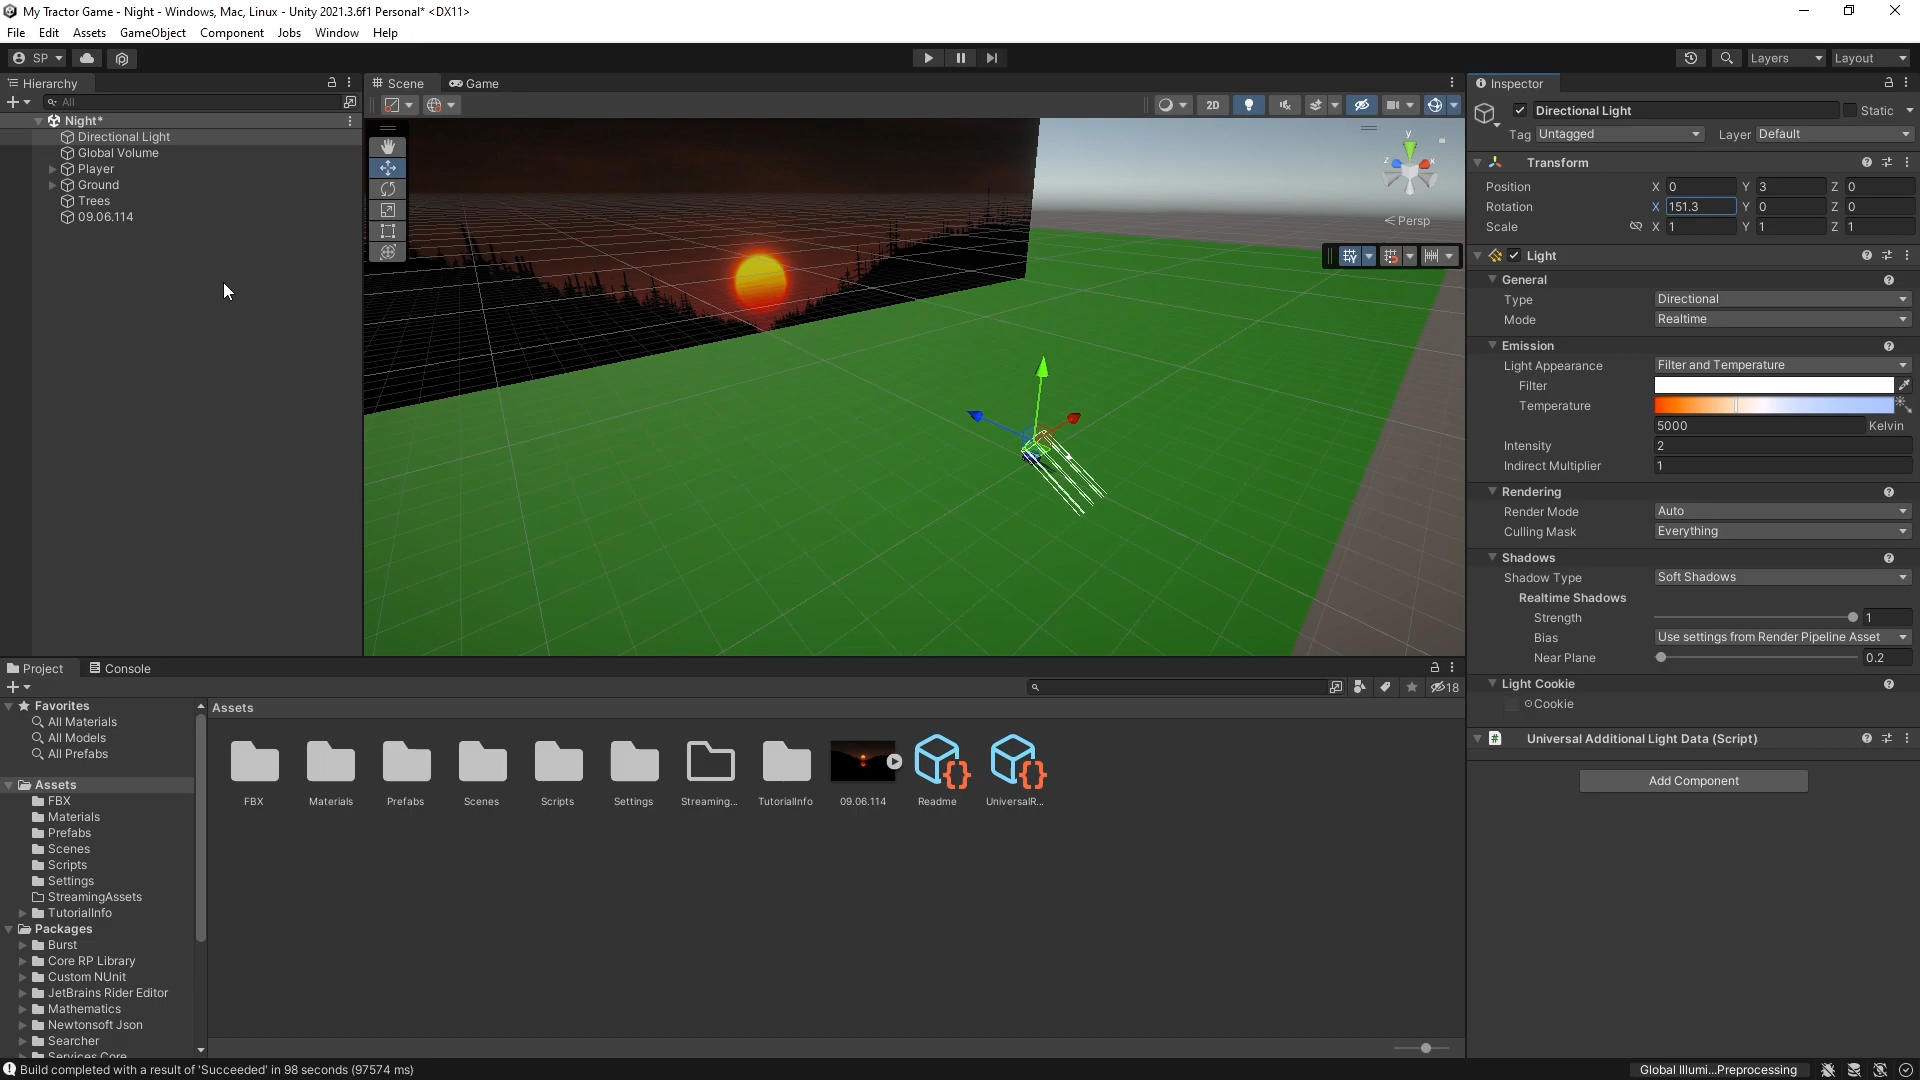 My Tractor Game - Night - Windows, Mac, Linux - Unity 2021.3.6f1 Personal* <DX11>
File Edit Assets GameObject Component Jobs Window Help
SP Layers Layout
Hierarchy
All
Night*
Directional Light
Global Volume
Player
Ground
Trees
09.06.114
Scene Game
2D
y
z x
Persp
Inspector
Directional Light Static
Tag Untagged Layer Default
Transform
Position X 0 Y 3 Z 0
Rotation X 151.3 Y 0 Z 0
Scale X 1 Y 1 Z 1
Light
General
Type Directional
Mode Realtime
Emission
Light Appearance Filter and Temperature
Filter
Temperature
5000 Kelvin
Intensity 2
Indirect Multiplier 1
Rendering
Render Mode Auto
Culling Mask Everything
Shadows
Shadow Type Soft Shadows
Realtime Shadows
Strength 1
Bias Use settings from Render Pipeline Asset
Near Plane 0.2
Light Cookie
Cookie
Universal Additional Light Data (Script)
Add Component
Project Console
18
Favorites
All Materials
All Models
All Prefabs
Assets
FBX
Materials
Prefabs
Scenes
Scripts
Settings
StreamingAssets
TutorialInfo
Packages
Burst
Core RP Library
Custom NUnit
JetBrains Rider Editor
Mathematics
Newtonsoft Json
Searcher
Services Core
Assets
FBX Materials Prefabs Scenes Scripts Settings Streaming... TutorialInfo 09.06.114 Readme UniversalR...
Build completed with a result of 'Succeeded' in 98 seconds (97574 ms)
Global Illumi...Preprocessing